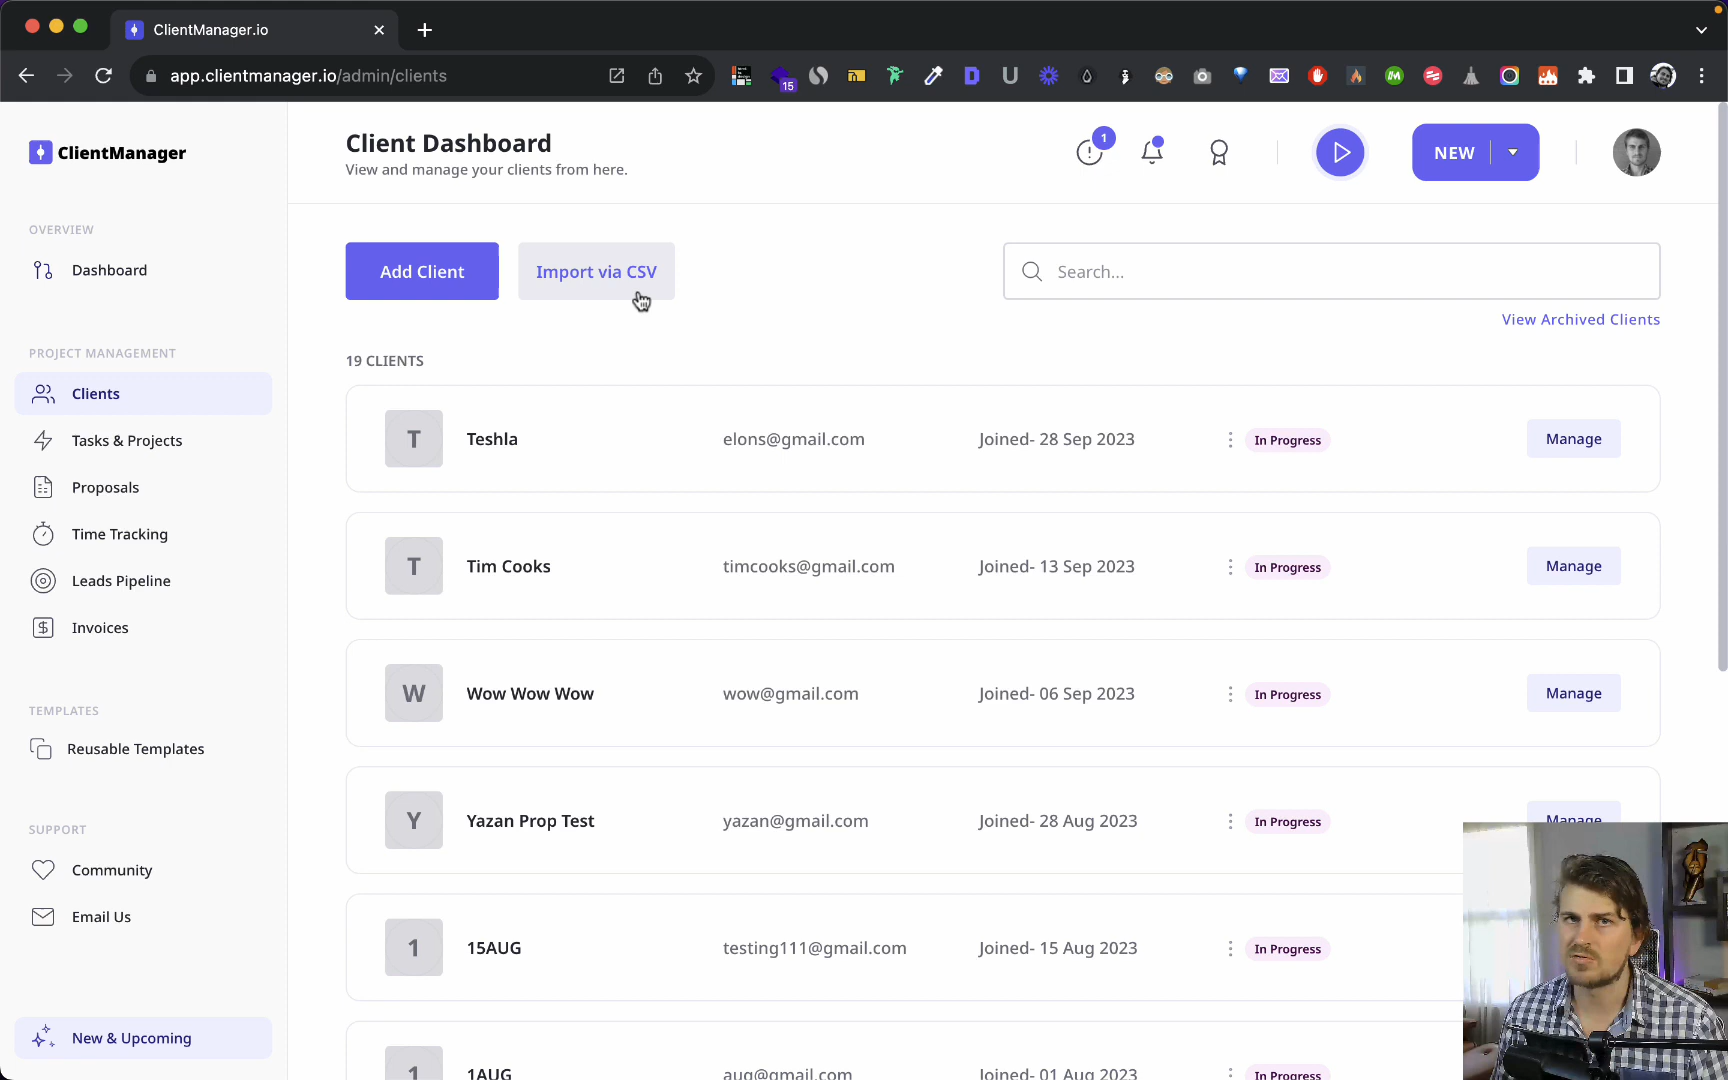 ClientManager.io
app.clientmanager.io/admin/clients
15
ClientManager
OVERVIEW
Dashboard
PROJECT MANAGEMENT
Clients
Tasks & Projects
Proposals
Time Tracking
Leads Pipeline
Invoices
TEMPLATES
Reusable Templates
SUPPORT
Community
Email Us
New & Upcoming
Client Dashboard
View and manage your clients from here.
1
NEW
Add Client
Import via CSV
Search...
View Archived Clients
19 CLIENTS
T Teshla elons@gmail.com Joined- 28 Sep 2023 In Progress Manage
T Tim Cooks timcooks@gmail.com Joined- 13 Sep 2023 In Progress Manage
W Wow Wow Wow wow@gmail.com Joined- 06 Sep 2023 In Progress Manage
Y Yazan Prop Test yazan@gmail.com Joined- 28 Aug 2023 In Progress Manage
1 15AUG testing111@gmail.com Joined- 15 Aug 2023 In Progress
1 1AUG aug@gmail.com Joined- 01 Aug 2023 In Progress